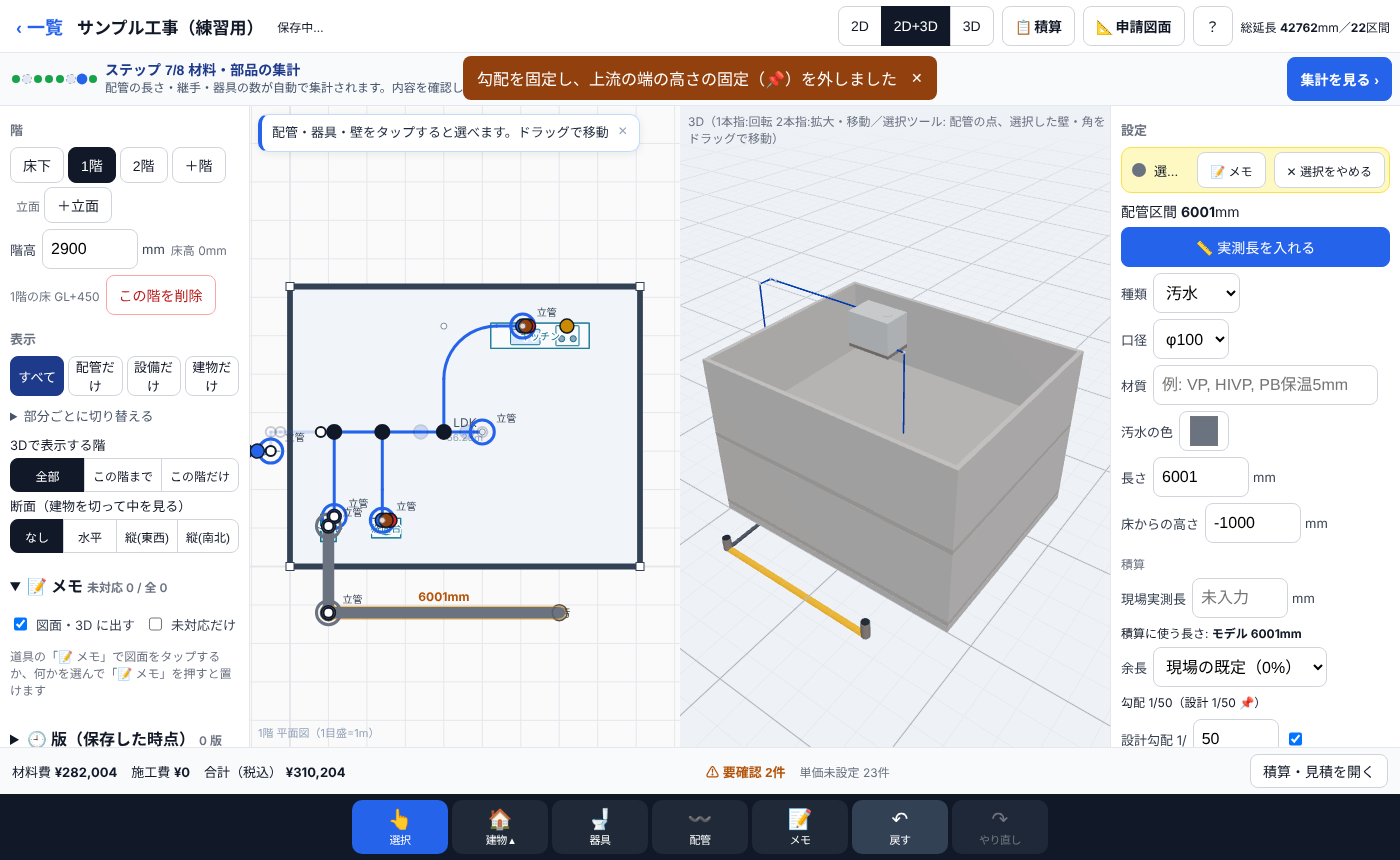 ‹ 一覧 サンプル工事（練習用） 保存中...
2D 2D+3D 3D 📋 積算 📐 申請図面 ? 総延長 42762mm／22区間
ステップ 7/8 材料・部品の集計
配管の長さ・継手・器具の数が自動で集計されます。内容を確認し
勾配を固定し、上流の端の高さの固定（📌）を外しました ×
集計を見る ›
階
床下 1階 2階 ＋階
立面 ＋立面
階高 2900 mm 床高 0mm
1階の床 GL+450 この階を削除
表示
すべて 配管だけ 設備だけ 建物だけ
▶ 部分ごとに切り替える
3Dで表示する階
全部 この階まで この階だけ
断面（建物を切って中を見る）
なし 水平 縦(東西) 縦(南北)
▼ 📝 メモ 未対応 0 / 全 0
図面・3D に出す 未対応だけ
道具の「📝 メモ」で図面をタップする
か、何かを選んで「📝 メモ」を押すと置
けます
▶ 🕘 版（保存した時点） 0 版
配管・器具・壁をタップすると選べます。ドラッグで移動 ×
立管
LDK
立管
立管
立管
立管
立管
立管
6001mm
1階 平面図（1目盛=1m）
3D（1本指:回転 2本指:拡大・移動／選択ツール: 配管の点、選択した壁・角を
ドラッグで移動）
設定
選... 📝 メモ ✕ 選択をやめる
配管区間 6001mm
📏 実測長を入れる
種類 汚水
口径 φ100
材質 例: VP, HIVP, PB保温5mm
汚水の色
長さ 6001 mm
床からの高さ -1000 mm
積算
現場実測長 未入力 mm
積算に使う長さ: モデル 6001mm
余長 現場の既定（0%）
勾配 1/50（設計 1/50 📌）
設計勾配 1/ 50
材料費 ¥282,004 施工費 ¥0 合計（税込） ¥310,204
⚠ 要確認 2件 単価未設定 23件
積算・見積を開く
選択 建物▲ 器具 配管 メモ 戻す やり直し